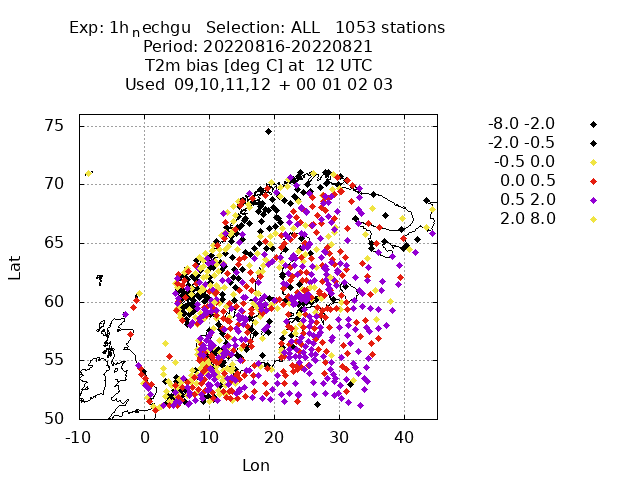 Exp: 1h_nechgu Selection: ALL 1053 stations
Period: 20220816-20220821
T2m bias [deg C] at 12 UTC
Used 09,10,11,12 + 00 01 02 03
-8.0 -2.0
-2.0 -0.5
-0.5 0.0
0.0 0.5
0.5 2.0
2.0 8.0
75
70
65
60
55
50
Lat
-10 0 10 20 30 40
Lon